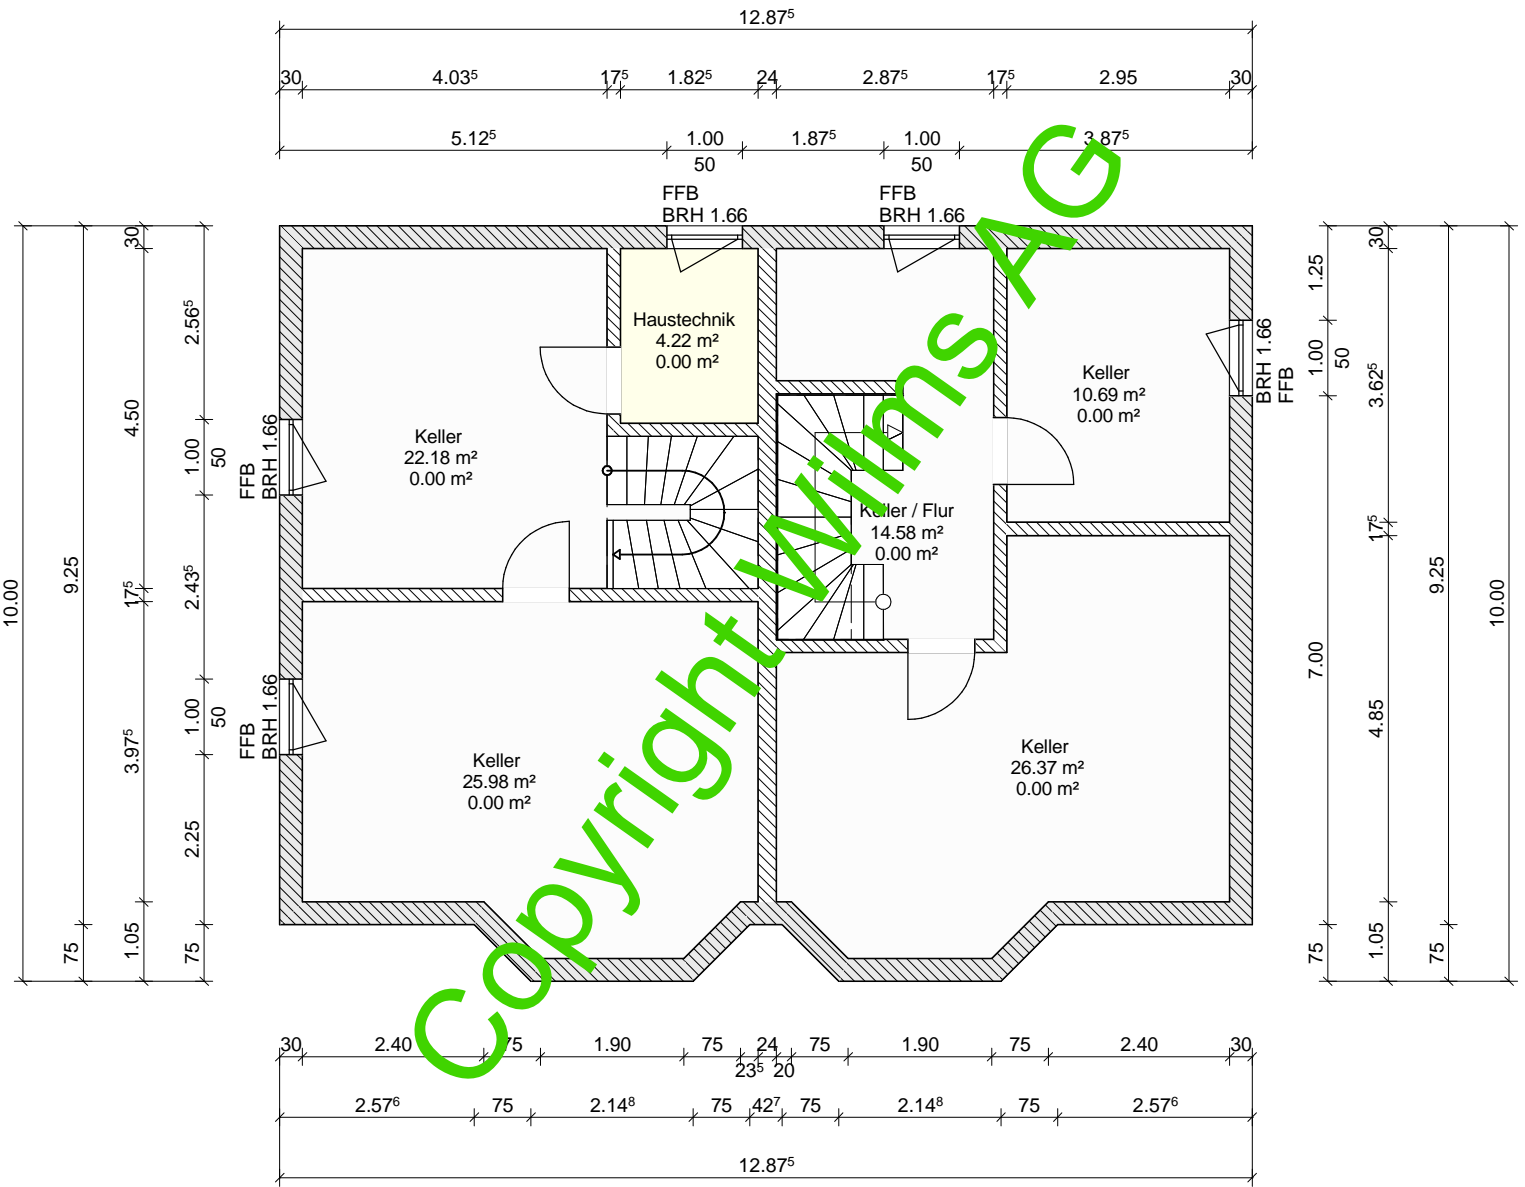 12.87⁵
30 4.03⁵ 17⁵ 1.82⁵ 24 2.87⁵ 17⁵ 2.95 30
5.12⁵ 1.00 1.87⁵ 1.00 3.87⁵
50 50
FFB
BRH 1.66
FFB
BRH 1.66
10.00
9.25
75
30
4.50
17⁵
3.97⁵
1.05
2.56⁵
1.00
50
2.43⁵
1.00
50
2.25
75
FFB
BRH 1.66
FFB
BRH 1.66
Haustechnik
4.22 m²
0.00 m²
Keller
22.18 m²
0.00 m²
Keller
10.69 m²
0.00 m²
Keller / Flur
14.58 m²
0.00 m²
Keller
25.98 m²
0.00 m²
Keller
26.37 m²
0.00 m²
BRH 1.66
FFB
1.25
1.00
50
7.00
75
30
3.62⁵
17⁵
4.85
1.05
9.25
75
10.00
Copyright Wilms AG
30 2.40 75 1.90 75 24 75 1.90 75 2.40 30
23⁵ 20
2.57⁶ 75 2.14⁸ 75 42⁷ 75 2.14⁸ 75 2.57⁶
12.87⁵